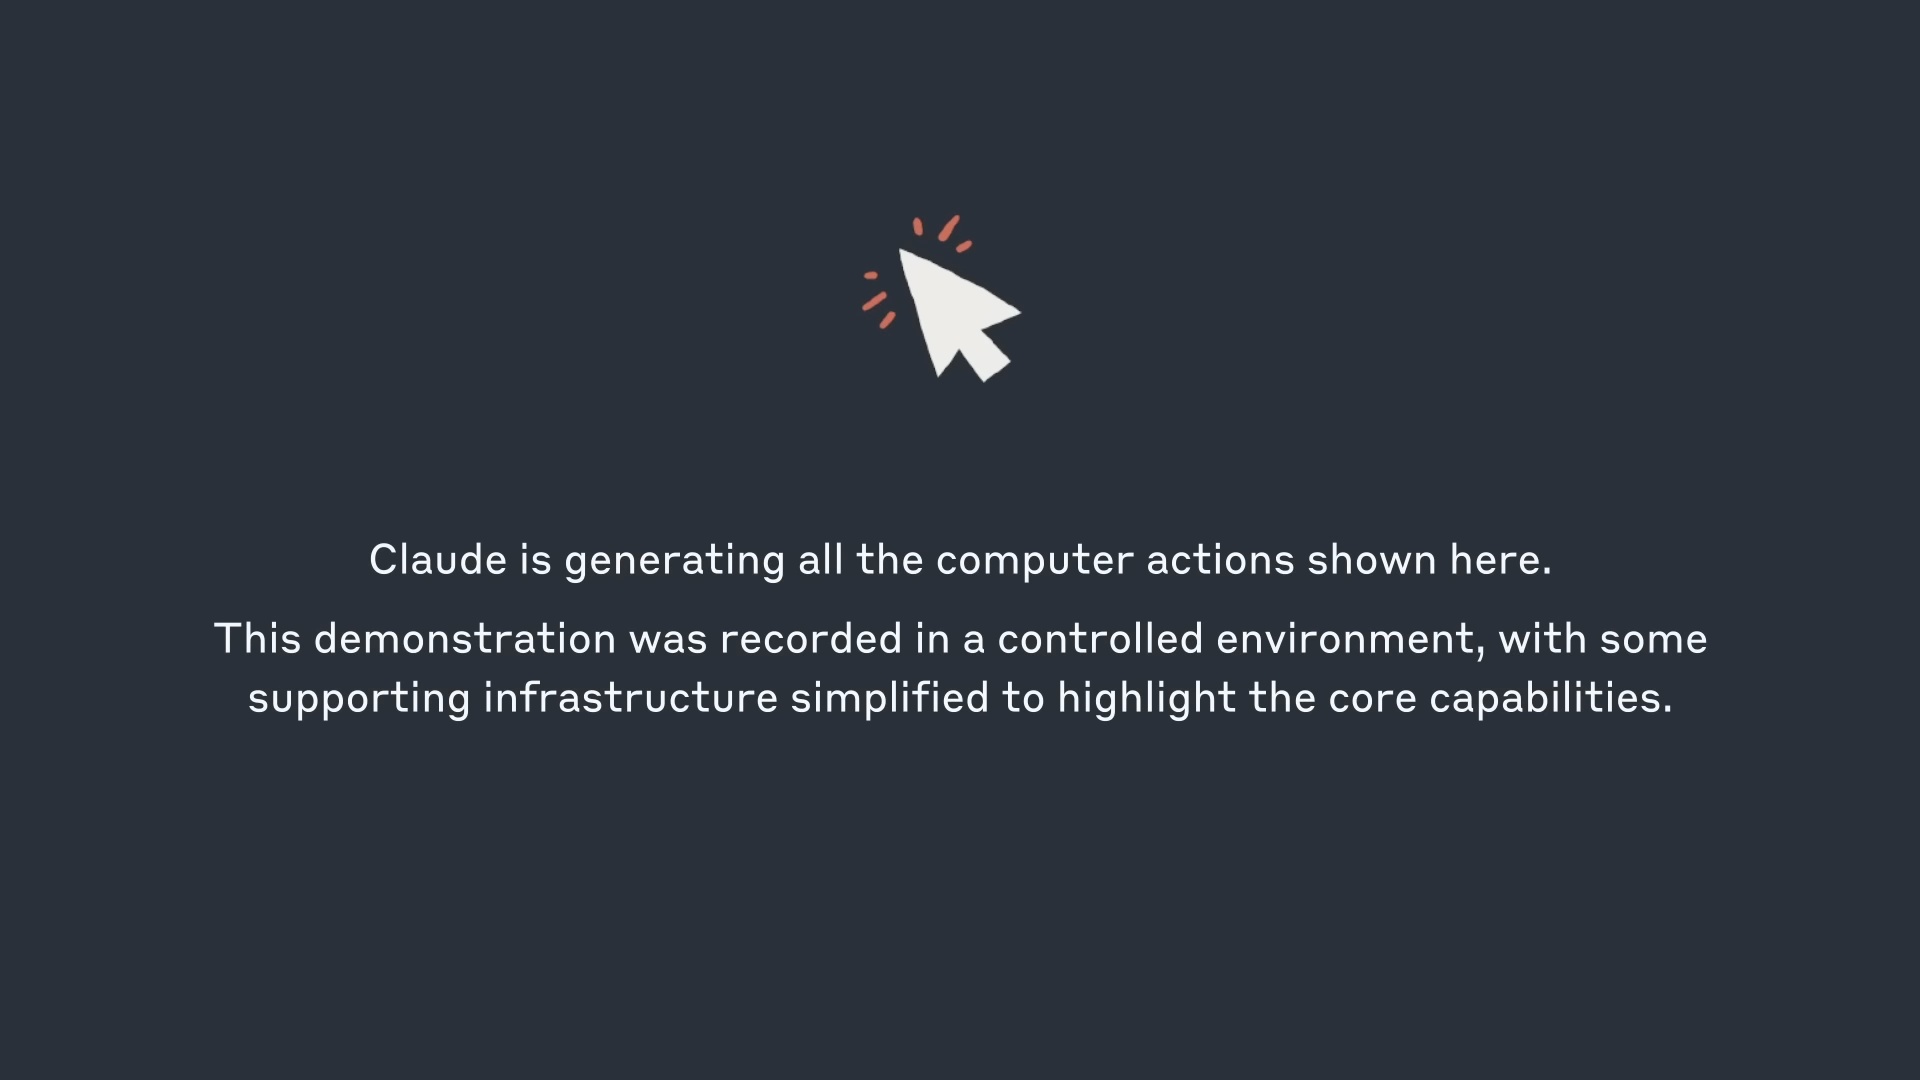 Claude is generating all the computer actions shown here.
This demonstration was recorded in a controlled environment, with some
supporting infrastructure simplified to highlight the core capabilities.